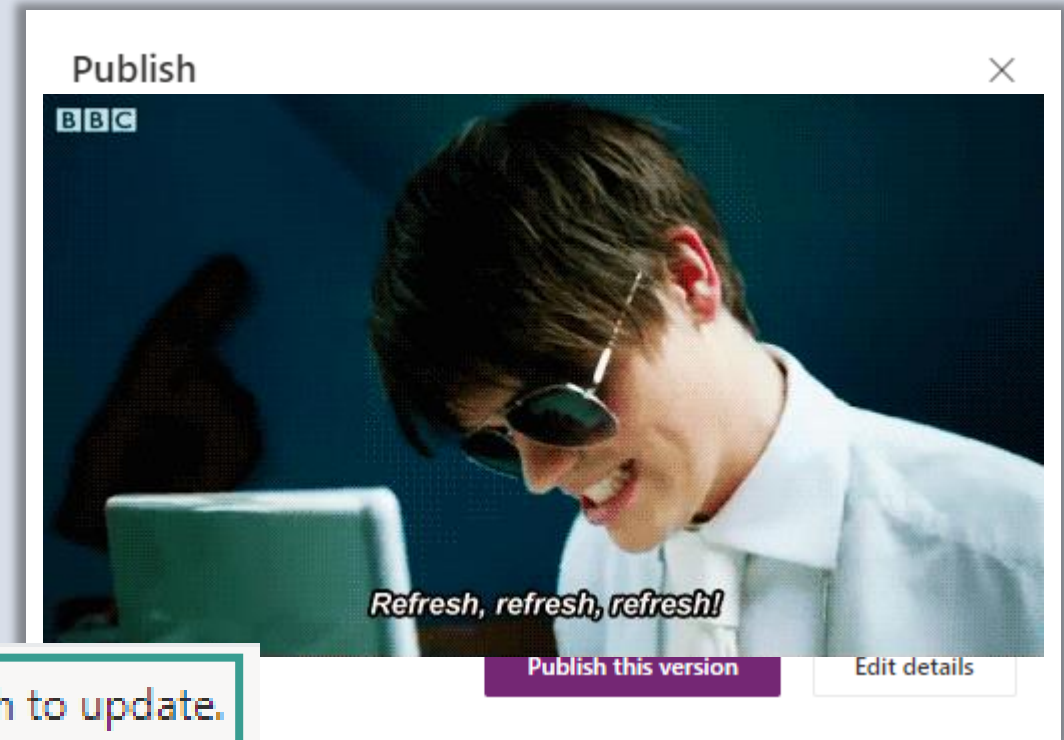 Publish
BBC
Refresh, refresh, refresh!
Publish this version
Edit details
to update.